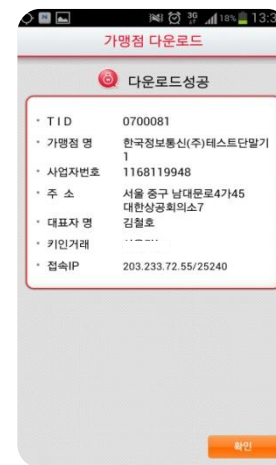 3G 18% 13:3
가맹점 다운로드
다운로드성공
· TID 0700081
· 가맹점 명 한국정보통신(주)테스트단말기
1
· 사업자번호 1168119948
· 주 소 서울 중구 남대문로4가45
대한상공회의소7
· 대표자 명 김철호
· 키인거래
· 접속IP 203.233.72.55/25240
확인